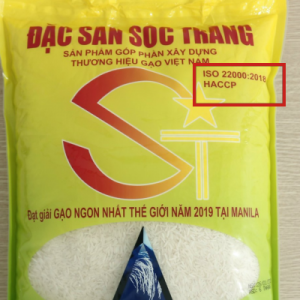 ĐẶC SẢN SÓC TRĂNG
SẢN PHẨM GÓP PHẦN XÂY DỰNG
THƯƠNG HIỆU GẠO VIỆT NAM
ISO 22000:2018
HACCP
ST
Đạt giải GẠO NGON NHẤT THẾ GIỚI NĂM 2019 TẠI MANILA